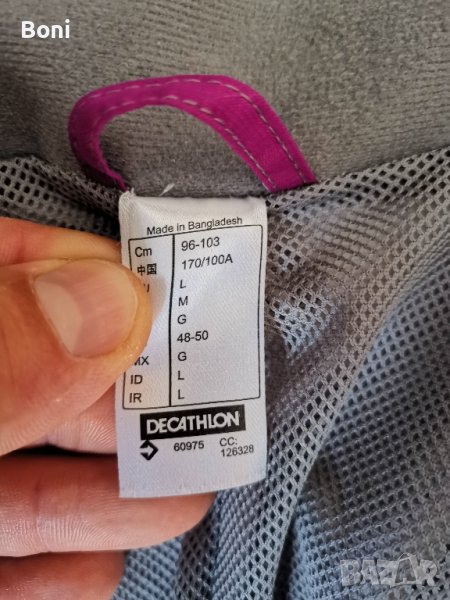 Boni
Made in Bangladesh
Cm 96-103
中国 170/100A
L
M
G
48-50
MX G
ID L
IR L
DECATHLON
60975 CC:
126328
BAZAR